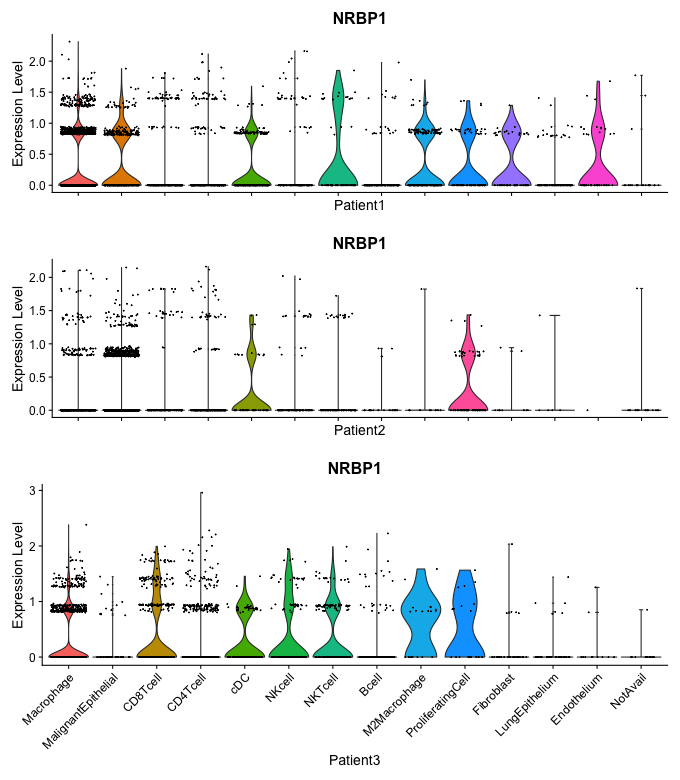 NRBP1
Expression Level
2.0
1.5
1.0
0.5
0.0
Patient1
NRBP1
Expression Level
2.0
1.5
1.0
0.5
0.0
Patient2
NRBP1
Expression Level
3
2
1
0
Macrophage
MalignantEpithelial
CD8Tcell
CD4Tcell
cDC
NKcell
NKTcell
Bcell
M2Macrophage
ProliferatingCell
Fibroblast
LungEpithelium
Endothelium
NotAvail
Patient3